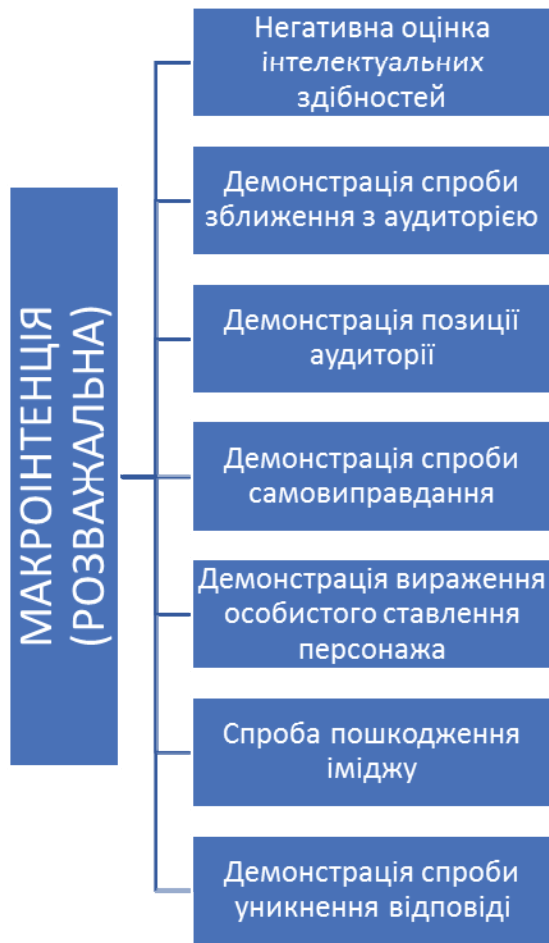 МАКРОІНТЕНЦІЯ
(РОЗВАЖАЛЬНА)
Негативна оцінка
інтелектуальних
здібностей
Демонстрація спроби
зближення з аудиторією
Демонстрація позиції
аудиторії
Демонстрація спроби
самовиправдання
Демонстрація вираження
особистого ставлення
персонажа
Спроба пошкодження
іміджу
Демонстрація спроби
уникнення відповіді